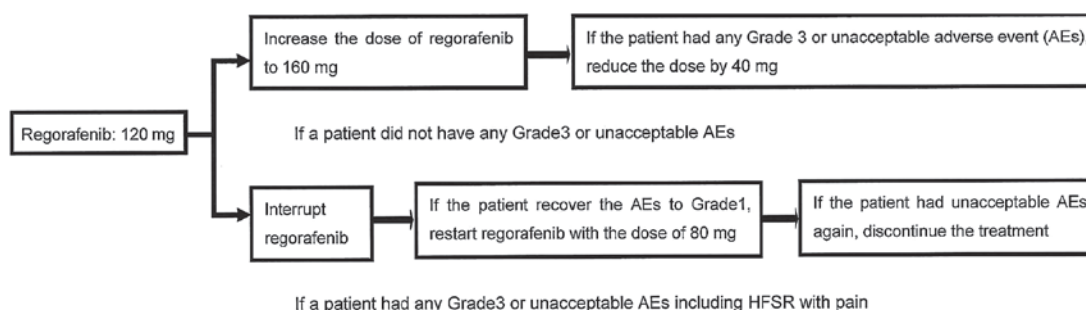 Increase the dose of regorafenib
to 160 mg
If the patient had any Grade 3 or unacceptable adverse event (AEs),
reduce the dose by 40 mg
Regorafenib: 120 mg
If a patient did not have any Grade3 or unacceptable AEs
Interrupt
regorafenib
If the patient recover the AEs to Grade1,
restart regorafenib with the dose of 80 mg
If the patient had unacceptable AEs
again, discontinue the treatment
If a patient had any Grade3 or unacceptable AEs including HFSR with pain